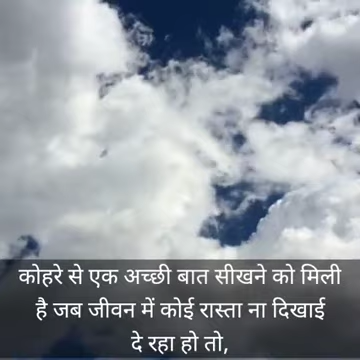 कोहरे से एक अच्छी बात सीखने को मिली
है जब जीवन में कोई रास्ता ना दिखाई
दे रहा हो तो,